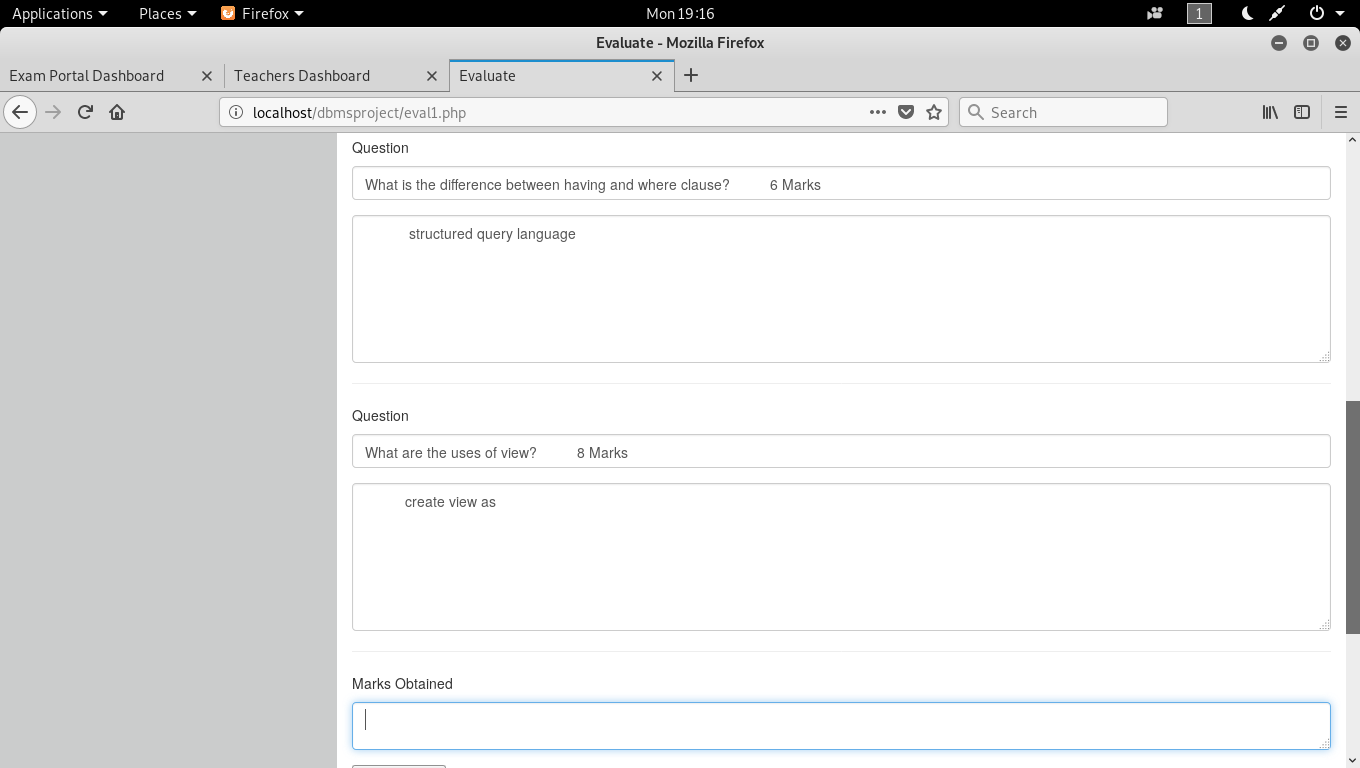 Applications Places Firefox Mon 19:16 1
Evaluate - Mozilla Firefox
Exam Portal Dashboard Teachers Dashboard Evaluate
localhost/dbmsproject/eval1.php Search
Question
What is the difference between having and where clause? 6 Marks
structured query language
Question
What are the uses of view? 8 Marks
create view as
Marks Obtained